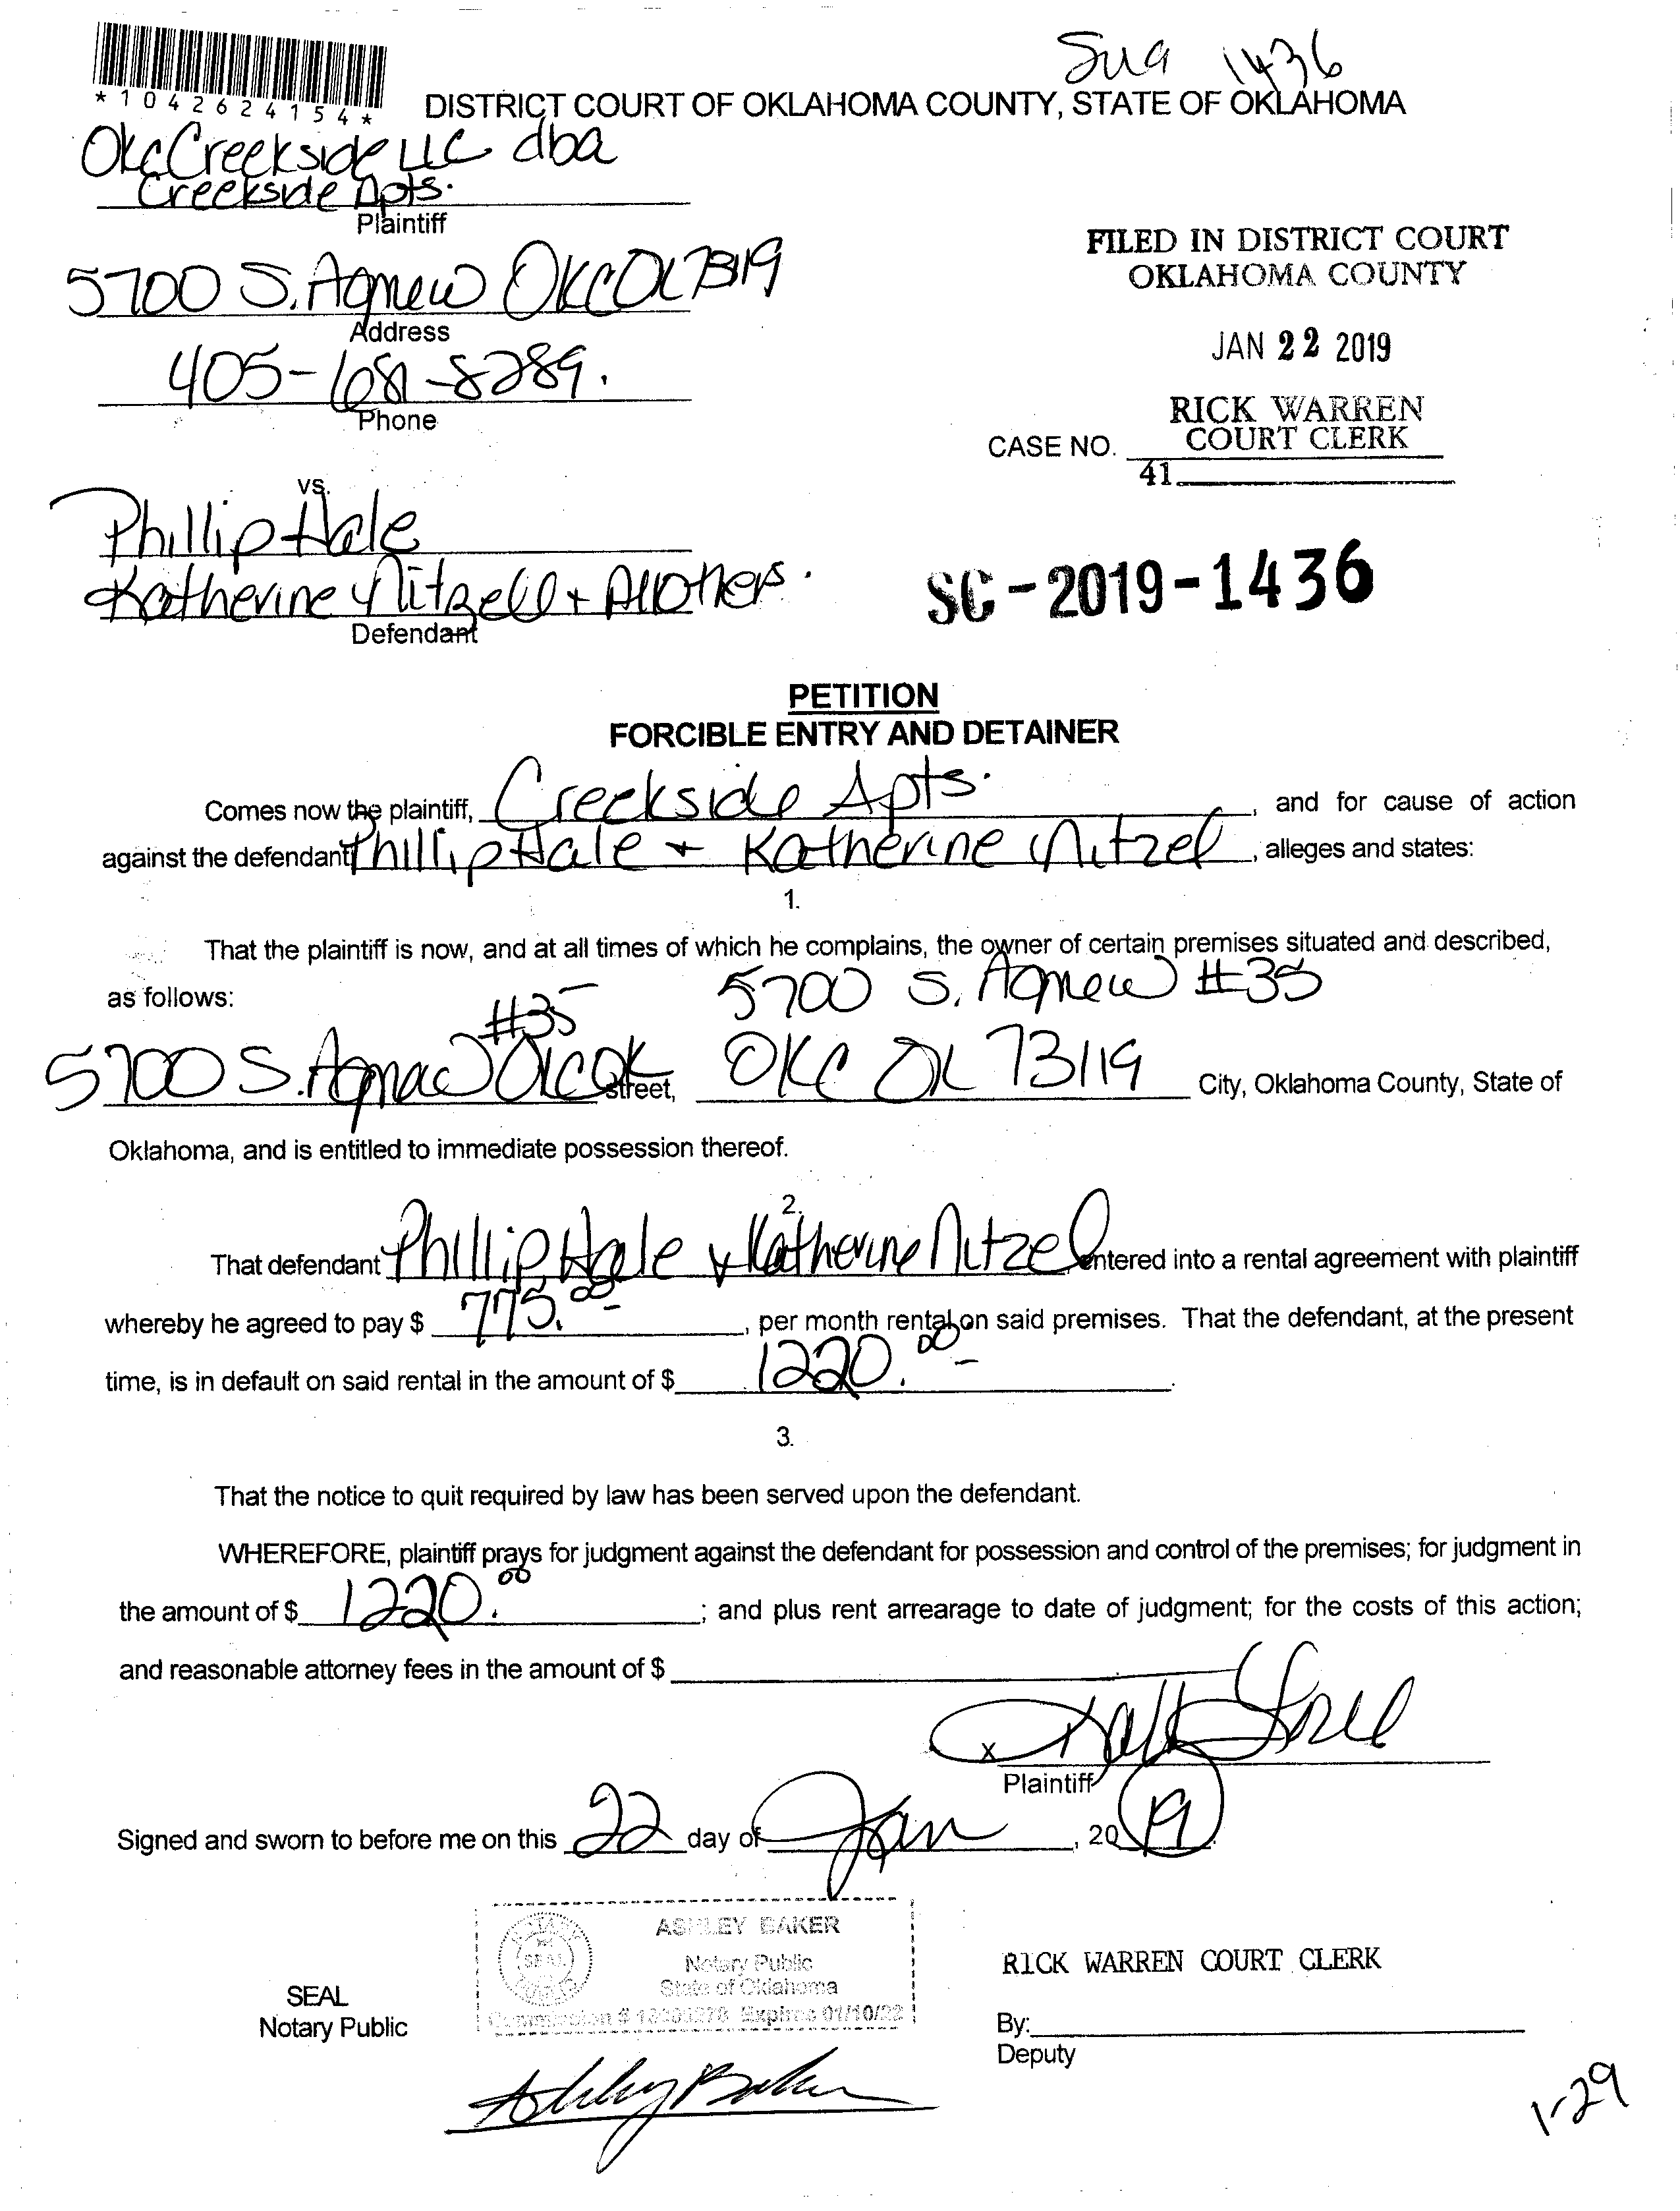 Sua 1436
*1042624154*
DISTRICT COURT OF OKLAHOMA COUNTY, STATE OF OKLAHOMA
OKC Creekside LLC dba
Creekside Apts.
Plaintiff
5700 S. Agnew OKC OK 73119
Address
FILED IN DISTRICT COURT
OKLAHOMA COUNTY
JAN 22 2019
405-681-8289.
Phone
RICK WARREN
COURT CLERK
CASE NO.
41
vs.
Phillip Hale
Katherine Nitzel + All Others.
Defendant
SC-2019-1436
PETITION
FORCIBLE ENTRY AND DETAINER
Comes now the plaintiff, Creekside Apts. , and for cause of action
against the defendant Phillip Hale + Katherine Nitzel , alleges and states:
1.
That the plaintiff is now, and at all times of which he complains, the owner of certain premises situated and described,
as follows: 5700 S. Agnew #35
#35
5700 S. Agnew OKC OK street, OKC OK 73119 City, Oklahoma County, State of
Oklahoma, and is entitled to immediate possession thereof.
2.
That defendant Phillip Hale & Katherine Nitzel entered into a rental agreement with plaintiff
whereby he agreed to pay $ 775.00 , per month rental on said premises. That the defendant, at the present
time, is in default on said rental in the amount of $ 1220.00 .
3.
That the notice to quit required by law has been served upon the defendant.
WHEREFORE, plaintiff prays for judgment against the defendant for possession and control of the premises; for judgment in
the amount of $ 1220.00 ; and plus rent arrearage to date of judgment; for the costs of this action;
and reasonable attorney fees in the amount of $
x
Plaintiff
Signed and sworn to before me on this 22 day of Jan , 20 19 .
ASHLEY BAKER
Notary Public
State of Oklahoma
Expires 01/10/22
SEAL
Notary Public
RICK WARREN COURT CLERK
By:
Deputy
Ashley Baker
1-29